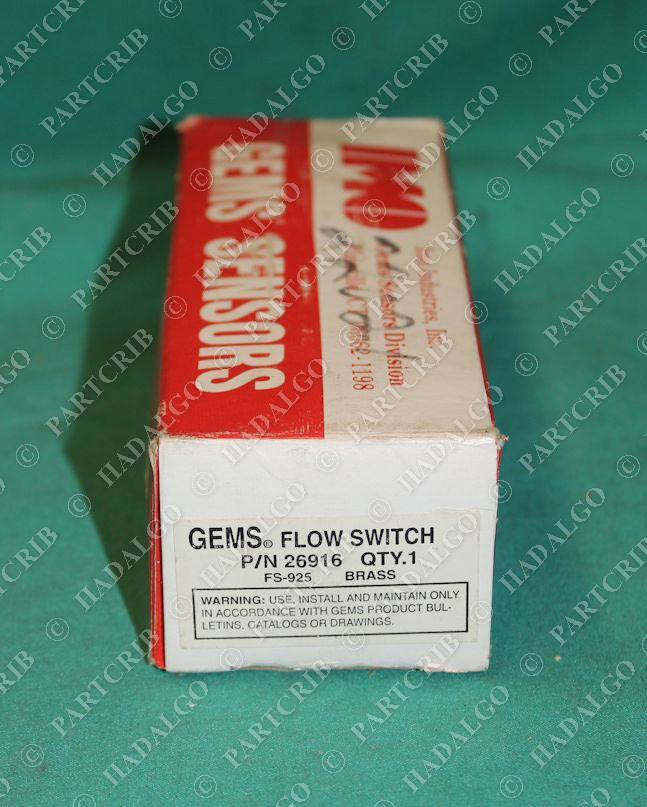 GEMS SENSORS
IMO
Industries, Inc.
Sensors Division
-1198
GEMS® FLOW SWITCH
P/N 26916 QTY.1
FS-925 BRASS
WARNING: USE, INSTALL AND MAINTAIN ONLY
IN ACCORDANCE WITH GEMS PRODUCT BUL-
LETINS, CATALOGS OR DRAWINGS.
© PARTCRIB
© HADALGO